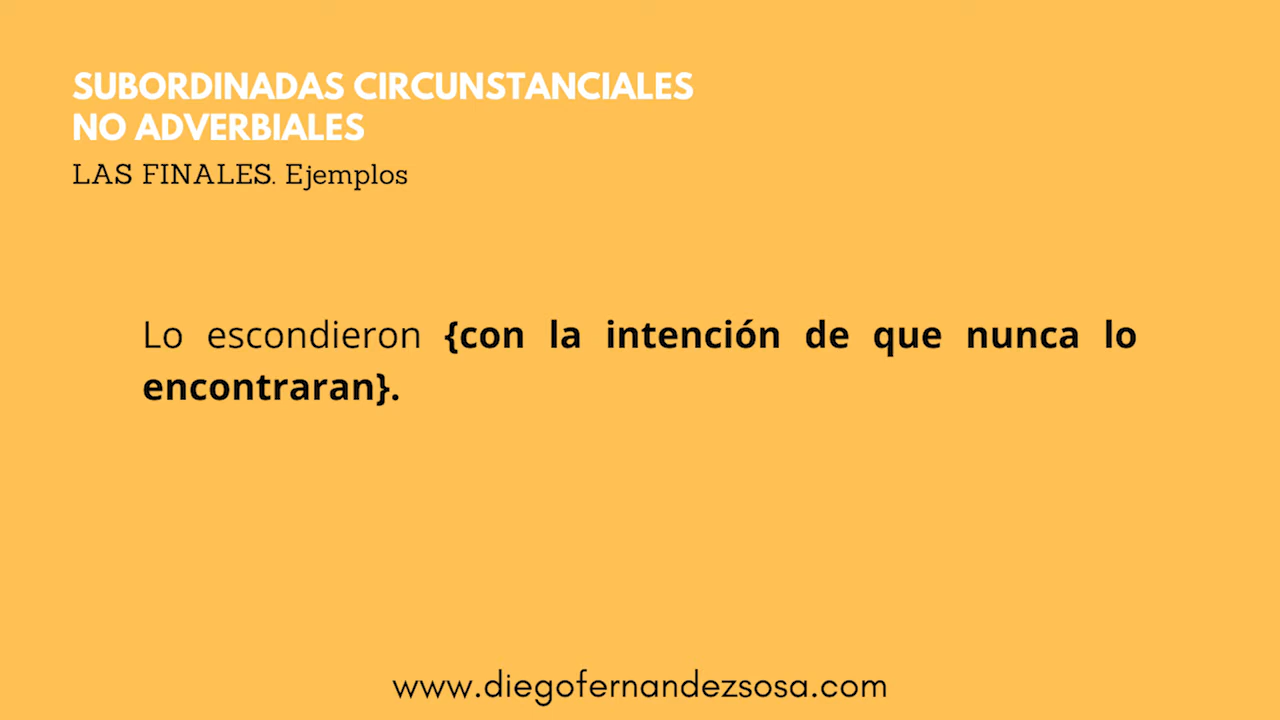 SUBORDINADAS CIRCUNSTANCIALES
NO ADVERBIALES
LAS FINALES. Ejemplos
Lo escondieron {con la intención de que nunca lo
encontraran}.
www.diegofernandezsosa.com